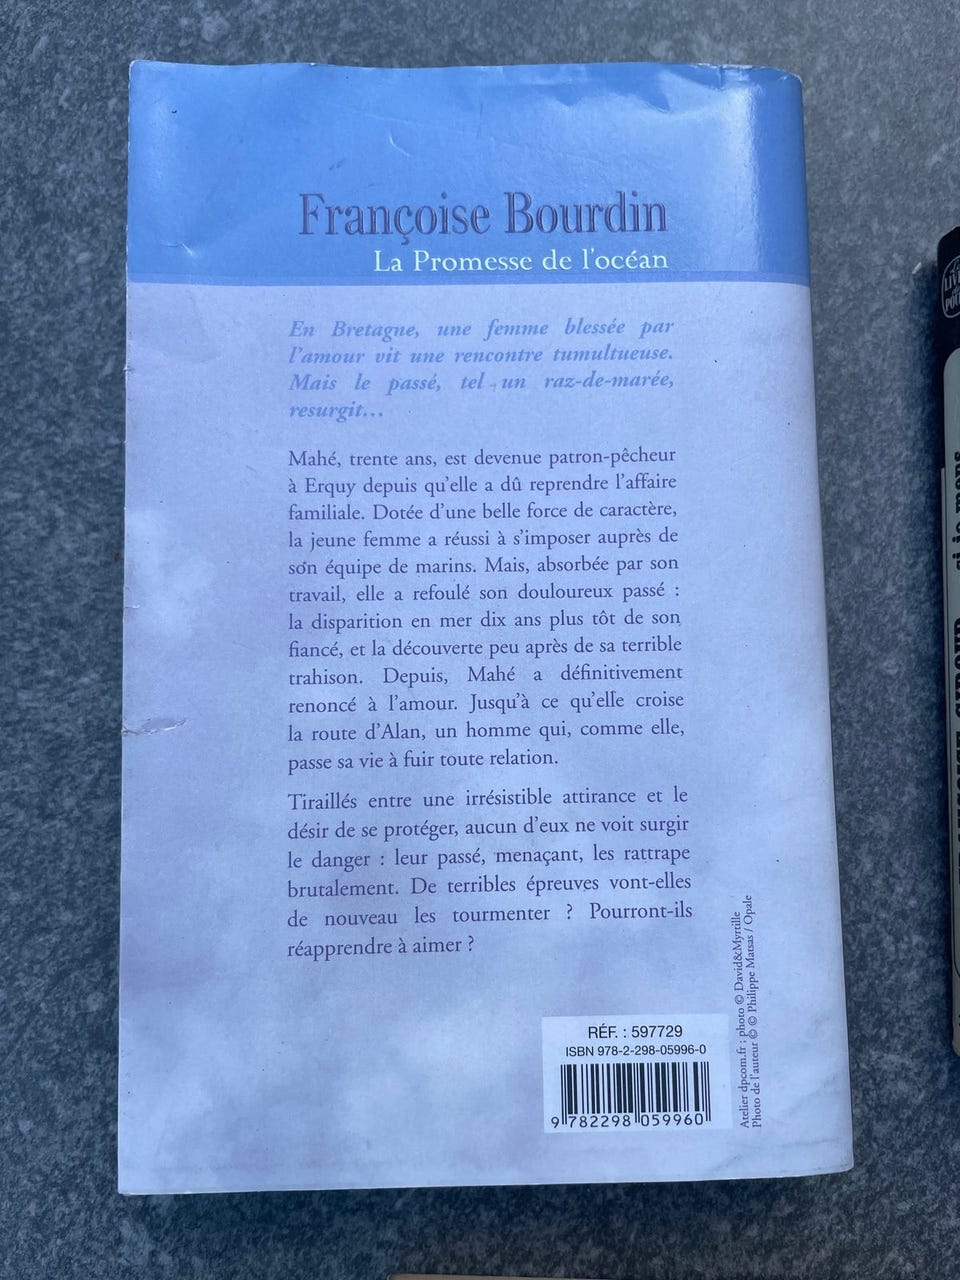 Françoise Bourdin
La Promesse de l'océan
En Bretagne, une femme blessée par
l'amour vit une rencontre tumultueuse.
Mais le passé, tel un raz-de-marée,
resurgit...
Mahé, trente ans, est devenue patron-pêcheur
à Erquy depuis qu'elle a dû reprendre l'affaire
familiale. Dotée d'une belle force de caractère,
la jeune femme a réussi à s'imposer auprès de
son équipe de marins. Mais, absorbée par son
travail, elle a refoulé son douloureux passé :
la disparition en mer dix ans plus tôt de son
fiancé, et la découverte peu après de sa terrible
trahison. Depuis, Mahé a définitivement
renoncé à l'amour. Jusqu'à ce qu'elle croise
la route d'Alan, un homme qui, comme elle,
passe sa vie à fuir toute relation.
Tiraillés entre une irrésistible attirance et le
désir de se protéger, aucun d'eux ne voit surgir
le danger : leur passé, menaçant, les rattrape
brutalement. De terribles épreuves vont-elles
de nouveau les tourmenter ? Pourront-ils
réapprendre à aimer ?
Atelier dpcom.fr ; photo © David&Myrtille
Photo de l'auteur © © Philippe Matsas / Opale
RÉF. : 597729
ISBN 978-2-298-05996-0
9 782298 059960
si je mens